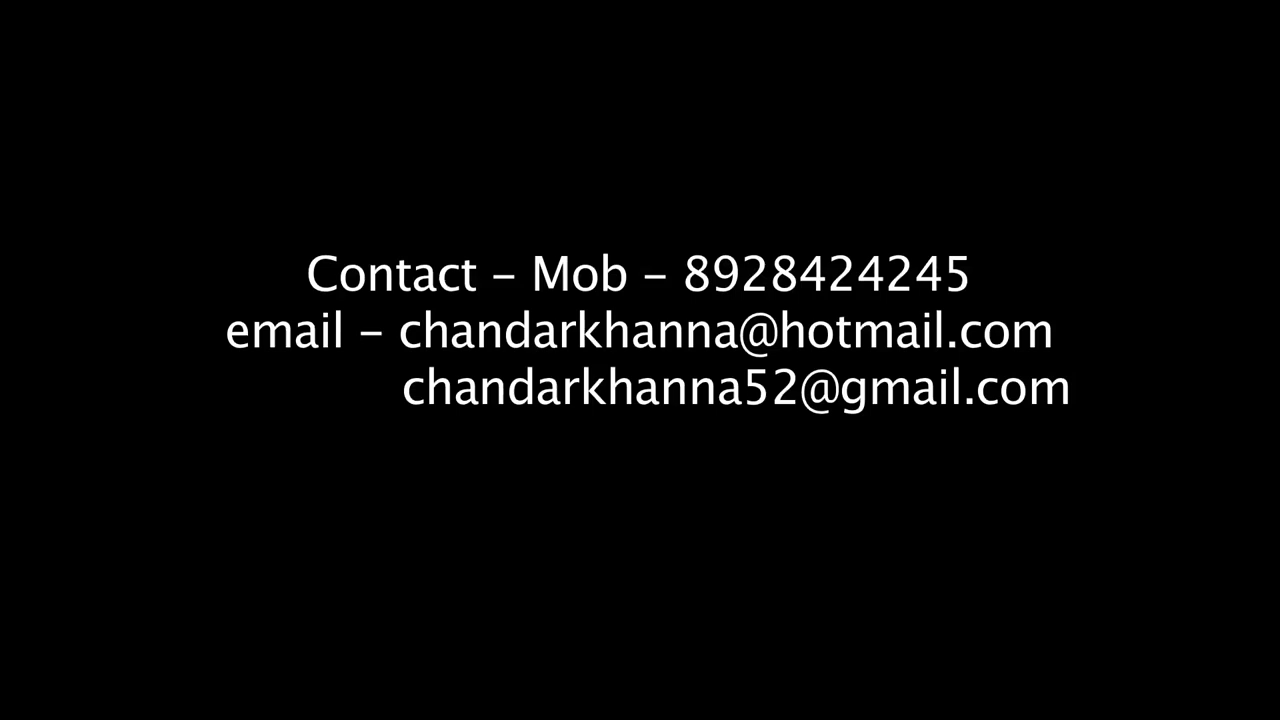 Contact – Mob – 8928424245
email – chandarkhanna@hotmail.com
chandarkhanna52@gmail.com